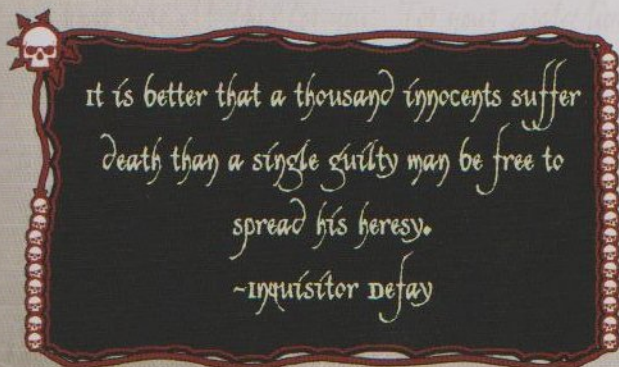 It is better that a thousand innocents suffer
death than a single guilty man be free to
spread his heresy.
~Inquisitor Defay